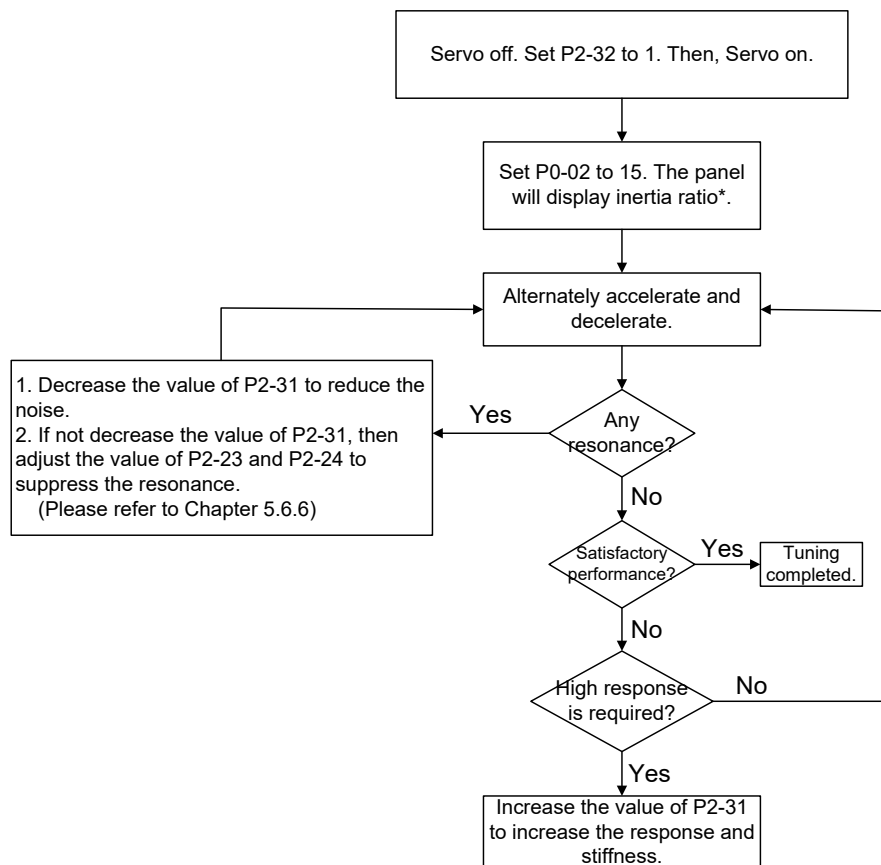 Servo off. Set P2-32 to 1. Then, Servo on.
Set P0-02 to 15. The panel
will display inertia ratio*.
Alternately accelerate and
decelerate.
1. Decrease the value of P2-31 to reduce the
noise.
2. If not decrease the value of P2-31, then
adjust the value of P2-23 and P2-24 to
suppress the resonance.
(Please refer to Chapter 5.6.6)
Yes
Any
resonance?
No
Satisfactory
performance?
Yes
Tuning
completed.
No
High response
is required?
No
Yes
Increase the value of P2-31
to increase the response and
stiffness.